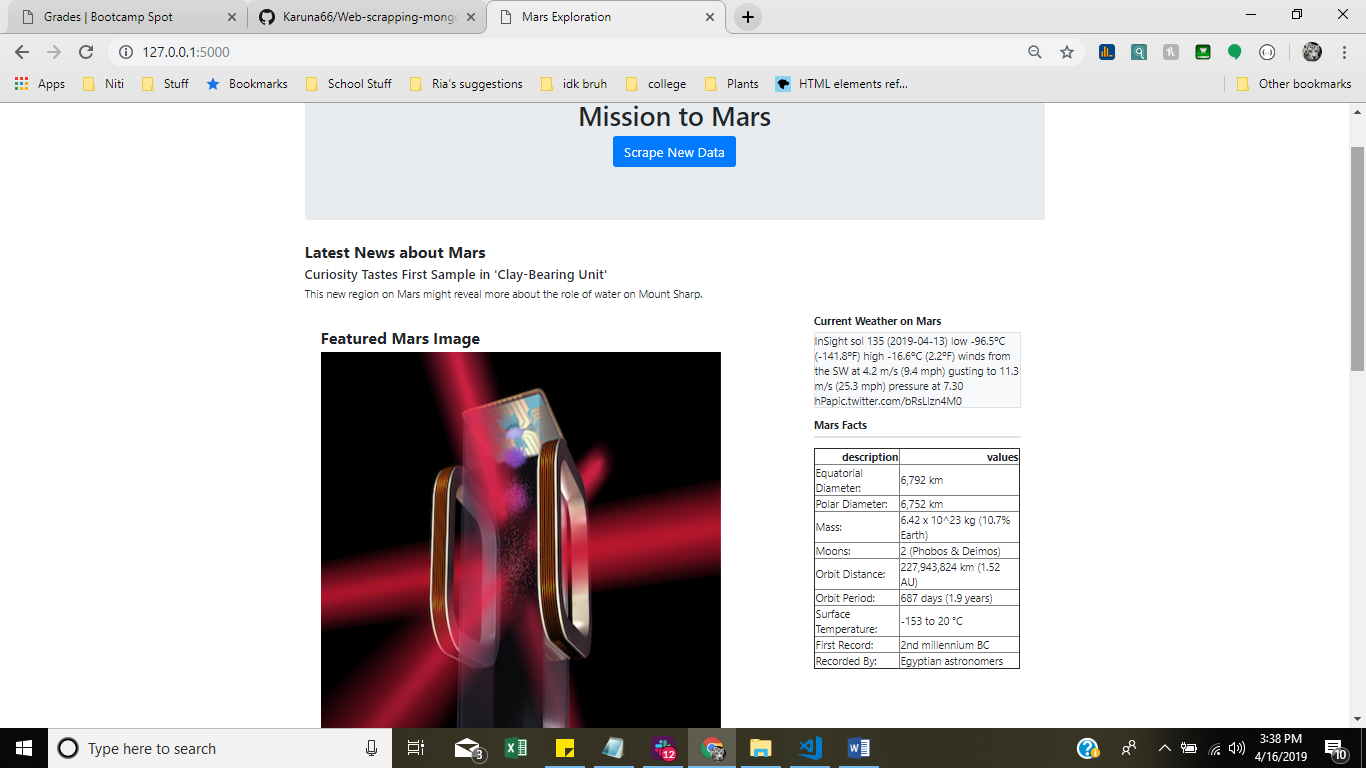 Grades | Bootcamp Spot
Karuna66/Web-scrapping-mong
Mars Exploration
127.0.0.1:5000
Apps
Niti
Stuff
Bookmarks
School Stuff
Ria's suggestions
idk bruh
college
Plants
HTML elements ref...
Other bookmarks
Mission to Mars
Scrape New Data
Latest News about Mars
Curiosity Tastes First Sample in 'Clay-Bearing Unit'
This new region on Mars might reveal more about the role of water on Mount Sharp.
Featured Mars Image
Current Weather on Mars
InSight sol 135 (2019-04-13) low -96.5ºC
(-141.8ºF) high -16.6ºC (2.2ºF) winds from
the SW at 4.2 m/s (9.4 mph) gusting to 11.3
m/s (25.3 mph) pressure at 7.30
Mars Facts
description values
Equatorial
Diameter: 6,792 km
Polar Diameter: 6,752 km
Mass: 6.42 x 10^23 kg (10.7%
Earth)
Moons: 2 (Phobos & Deimos)
Orbit Distance: 227,943,824 km (1.52
AU)
Orbit Period: 687 days (1.9 years)
Surface
Temperature: -153 to 20 °C
First Record: 2nd millennium BC
Recorded By: Egyptian astronomers
Type here to search
3
12
3:38 PM
4/16/2019
10